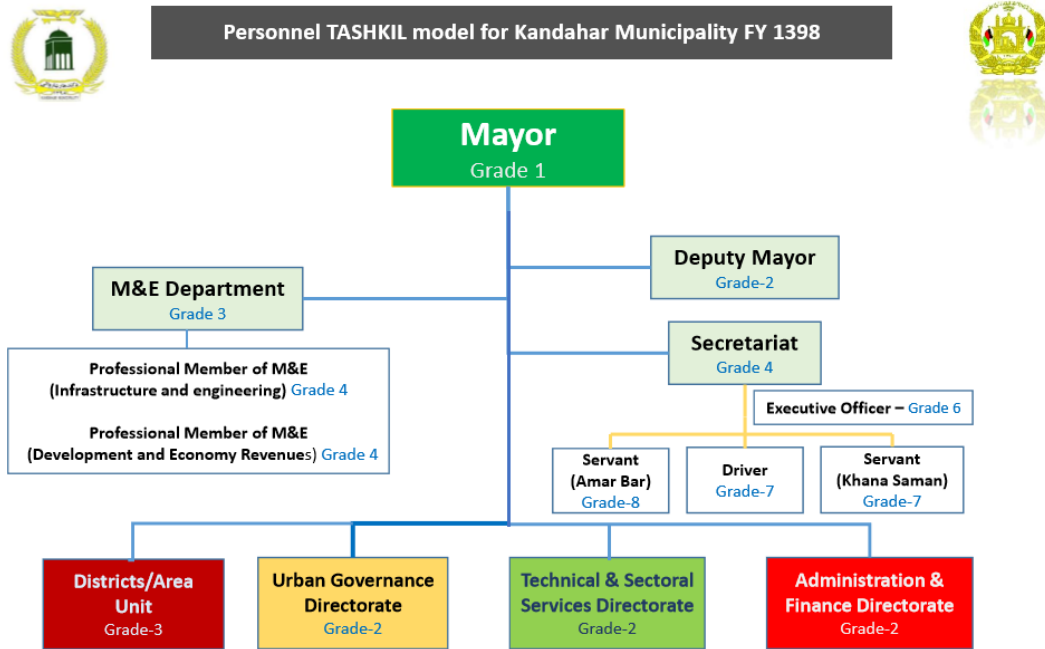 Personnel TASHKIL model for Kandahar Municipality FY 1398
Mayor
Grade 1
Deputy Mayor
Grade-2
M&E Department
Grade 3
Secretariat
Grade 4
Professional Member of M&E
(Infrastructure and engineering) Grade 4
Professional Member of M&E
(Development and Economy Revenues) Grade 4
Executive Officer – Grade 6
Servant
(Amar Bar)
Grade-8
Driver
Grade-7
Servant
(Khana Saman)
Grade-7
Districts/Area
Unit
Grade-3
Urban Governance
Directorate
Grade-2
Technical & Sectoral
Services Directorate
Grade-2
Administration &
Finance Directorate
Grade-2